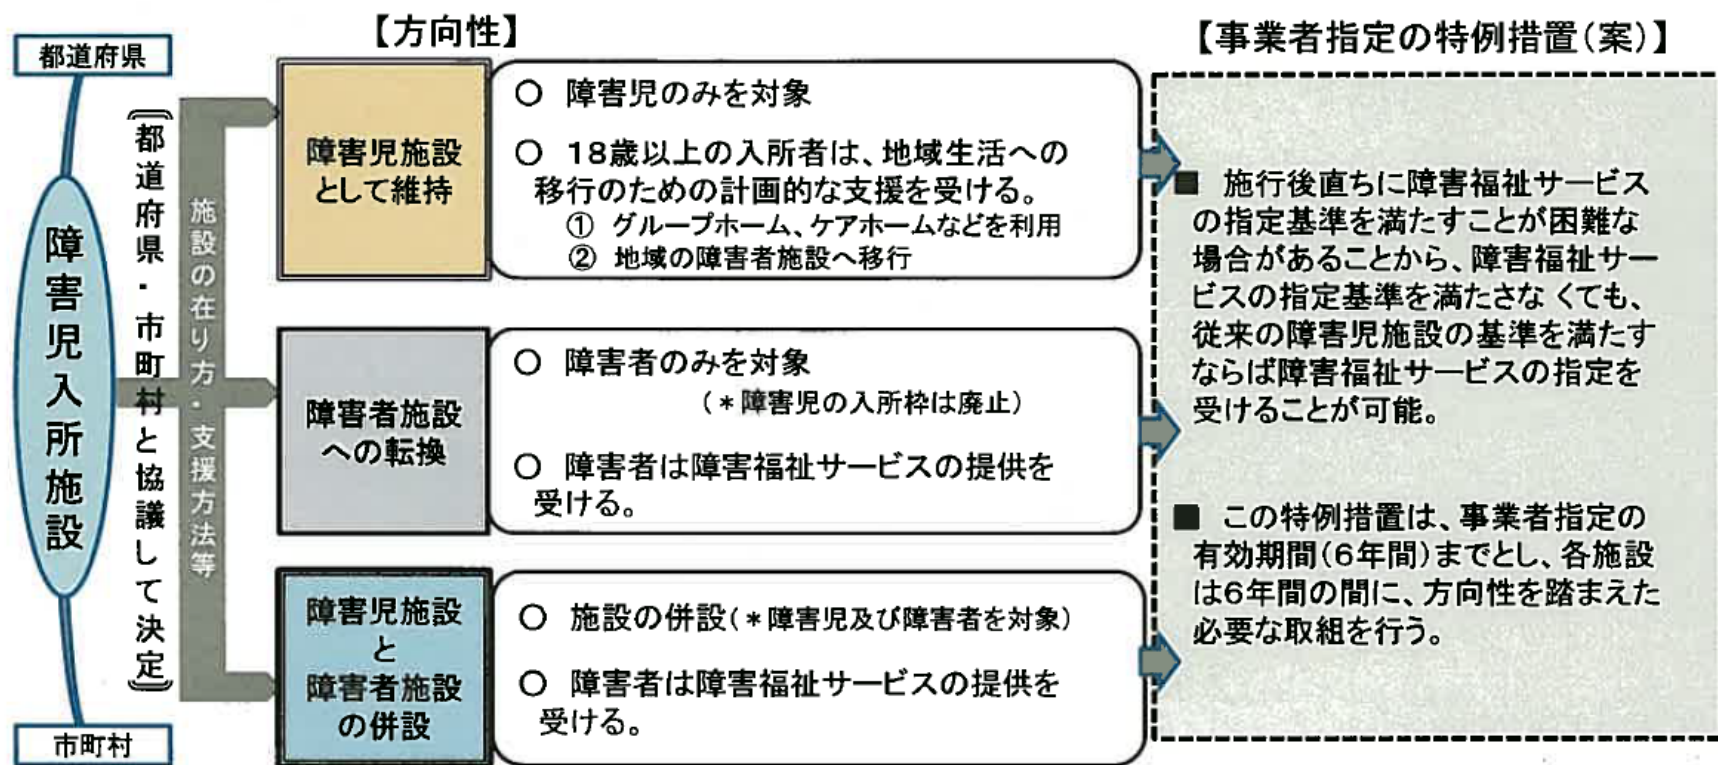 【方向性】
【事業者指定の特例措置(案)】
都道府県
障害児入所施設
市町村
(都道府県・市町村と協議して決定)
施設の在り方・支援方法等
障害児施設
として維持
○ 障害児のみを対象
○ 18歳以上の入所者は、地域生活への
移行のための計画的な支援を受ける。
① グループホーム、ケアホームなどを利用
② 地域の障害者施設へ移行
障害者施設
への転換
○ 障害者のみを対象
(*障害児の入所枠は廃止)
○ 障害者は障害福祉サービスの提供を
受ける。
障害児施設
と
障害者施設
の併設
○ 施設の併設(*障害児及び障害者を対象)
○ 障害者は障害福祉サービスの提供を
受ける。
■ 施行後直ちに障害福祉サービス
の指定基準を満たすことが困難な
場合があることから、障害福祉サー
ビスの指定基準を満たさなくても、
従来の障害児施設の基準を満たす
ならば障害福祉サービスの指定を
受けることが可能。
■ この特例措置は、事業者指定の
有効期間(6年間)までとし、各施設
は6年間の間に、方向性を踏まえた
必要な取組を行う。